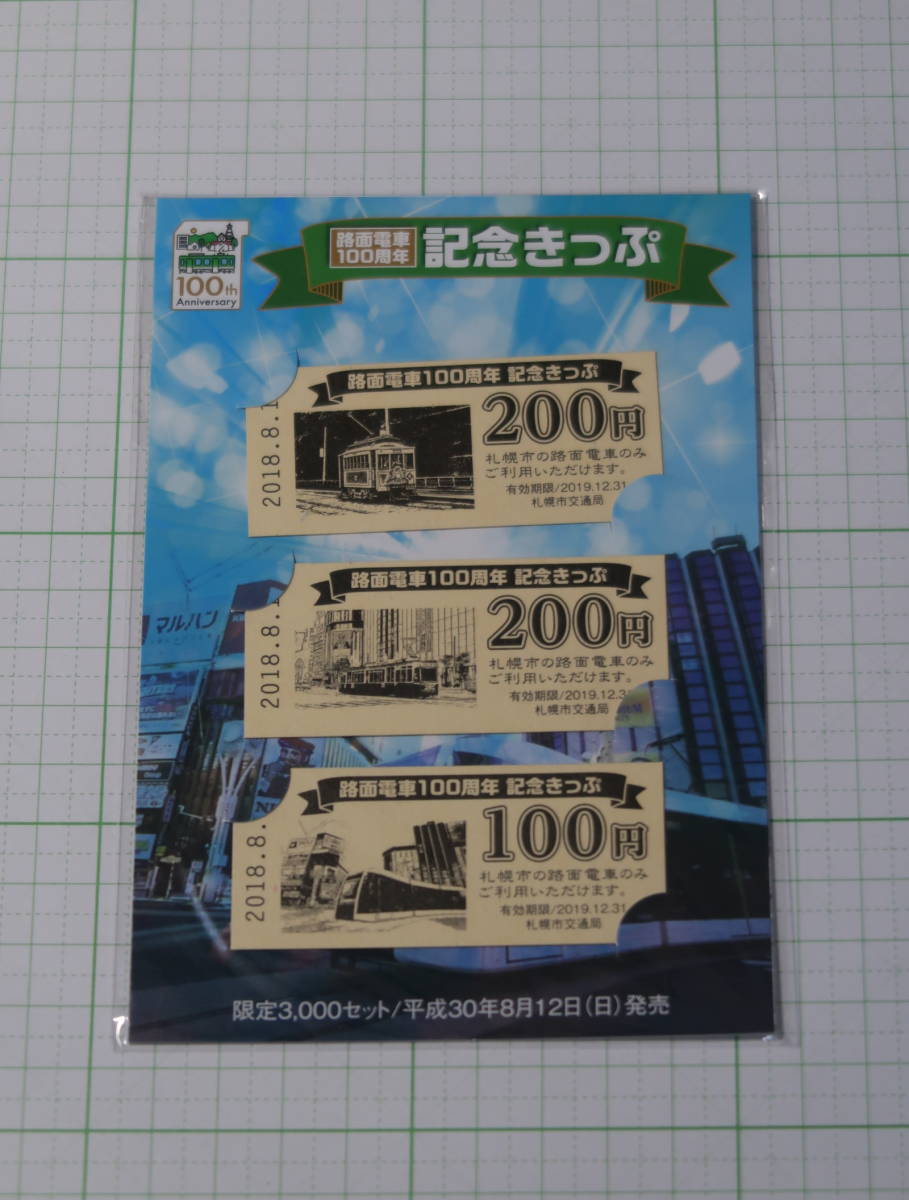 100th
Anniversary
路面電車
100周年
記念きっぷ
路面電車100周年 記念きっぷ
2018.8.1
200円
札幌市の路面電車のみ
ご利用いただけます。
有効期限/2019.12.31
札幌市交通局
路面電車100周年 記念きっぷ
2018.8.1
200円
札幌市の路面電車のみ
ご利用いただけます。
有効期限/2019.12.31
札幌市交通局
マルハン
路面電車100周年 記念きっぷ
2018.8.
100円
札幌市の路面電車のみ
ご利用いただけます。
有効期限/2019.12.31
札幌市交通局
限定3,000セット/平成30年8月12日(日)発売